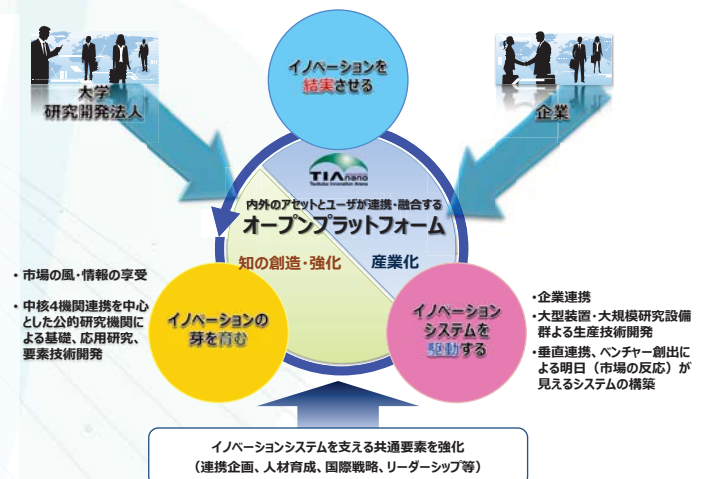 大学
研究開発法人
イノベーションを
結実させる
企業
TIAnano
Tsukuba Innovation Arena
内外のアセットとユーザが連携・融合する
オープンプラットフォーム
知の創造・強化
産業化
・市場の風・情報の享受
・中核4機関連携を中心
とした公的研究機関に
よる基礎、応用研究、
要素技術開発
イノベーションの
芽を育む
イノベーション
システムを
駆動する
・企業連携
・大型装置・大規模研究設備
群よる生産技術開発
・垂直連携、ベンチャー創出に
よる明日（市場の反応）が
見えるシステムの構築
イノベーションシステムを支える共通要素を強化
（連携企画、人材育成、国際戦略、リーダーシップ等）